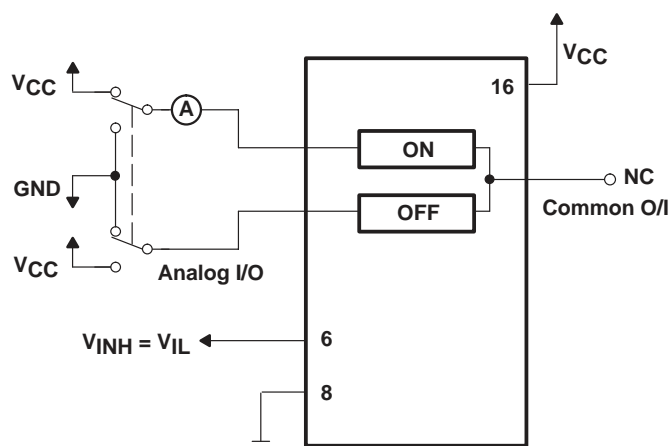 VCC
16
VCC
A
ON
GND
NC
OFF
Common O/I
VCC
Analog I/O
VINH = VIL
6
8